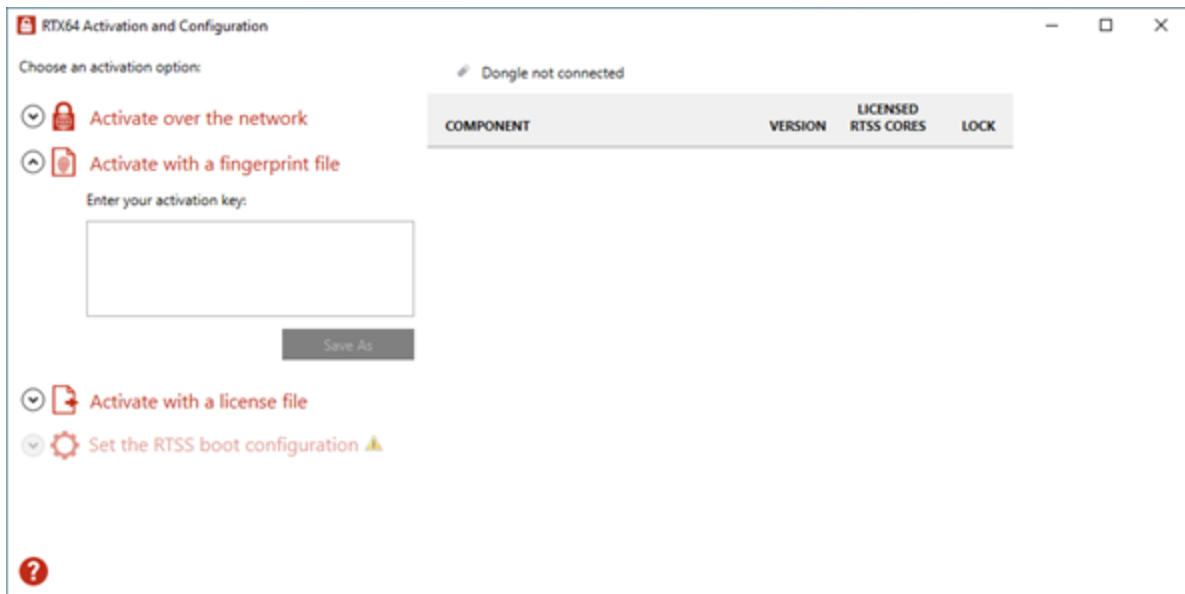 RTX64 Activation and Configuration
Choose an activation option:
Activate over the network
Activate with a fingerprint file
Enter your activation key:
Save As
Activate with a license file
Set the RTSS boot configuration
Dongle not connected
COMPONENT
VERSION
LICENSED
RTSS CORES
LOCK
?